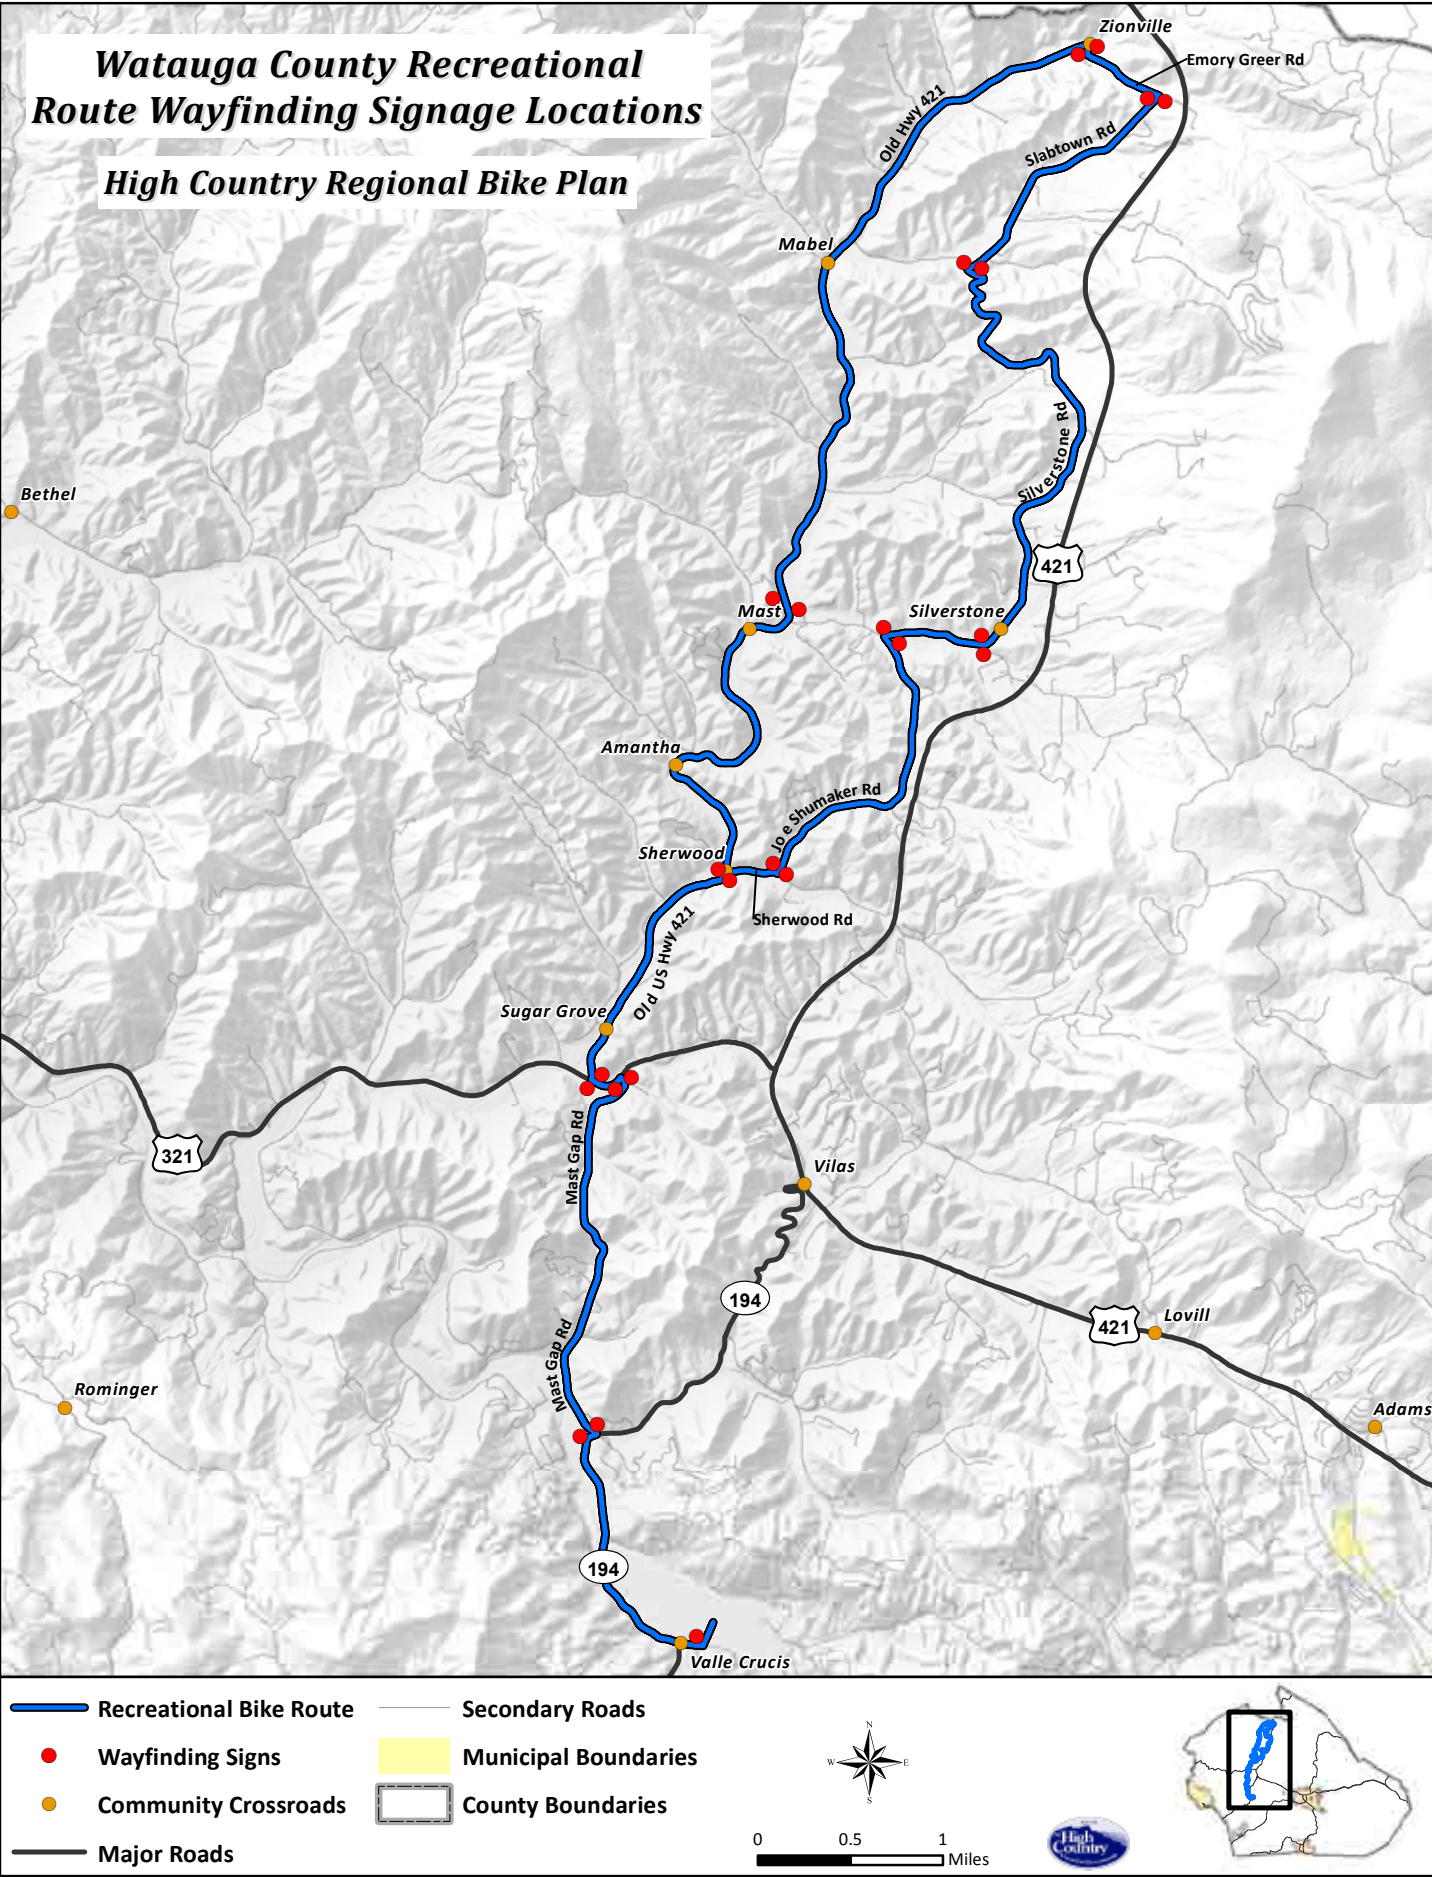 Watauga County Recreational
Route Wayfinding Signage Locations
High Country Regional Bike Plan
Zionville
Emory Greer Rd
Old Hwy 421
Slabtown Rd
Mabel
Silverstone Rd
Bethel
421
Mast
Silverstone
Amantha
Joe Shumaker Rd
Sherwood
Sherwood Rd
Old US Hwy 421
Sugar Grove
Mast Gap Rd
321
Vilas
194
421
Lovill
Mast Gap Rd
Rominger
Adams
194
Valle Crucis
Recreational Bike Route
Wayfinding Signs
Community Crossroads
Major Roads
Secondary Roads
Municipal Boundaries
County Boundaries
N
W
E
S
0 0.5 1
Miles
High
Country